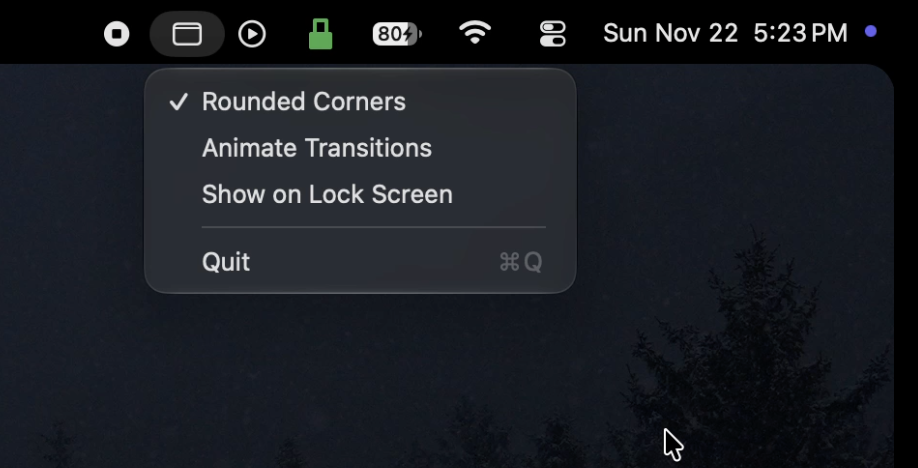 80
Sun Nov 22 5:23 PM
Rounded Corners
Animate Transitions
Show on Lock Screen
Quit ⌘Q